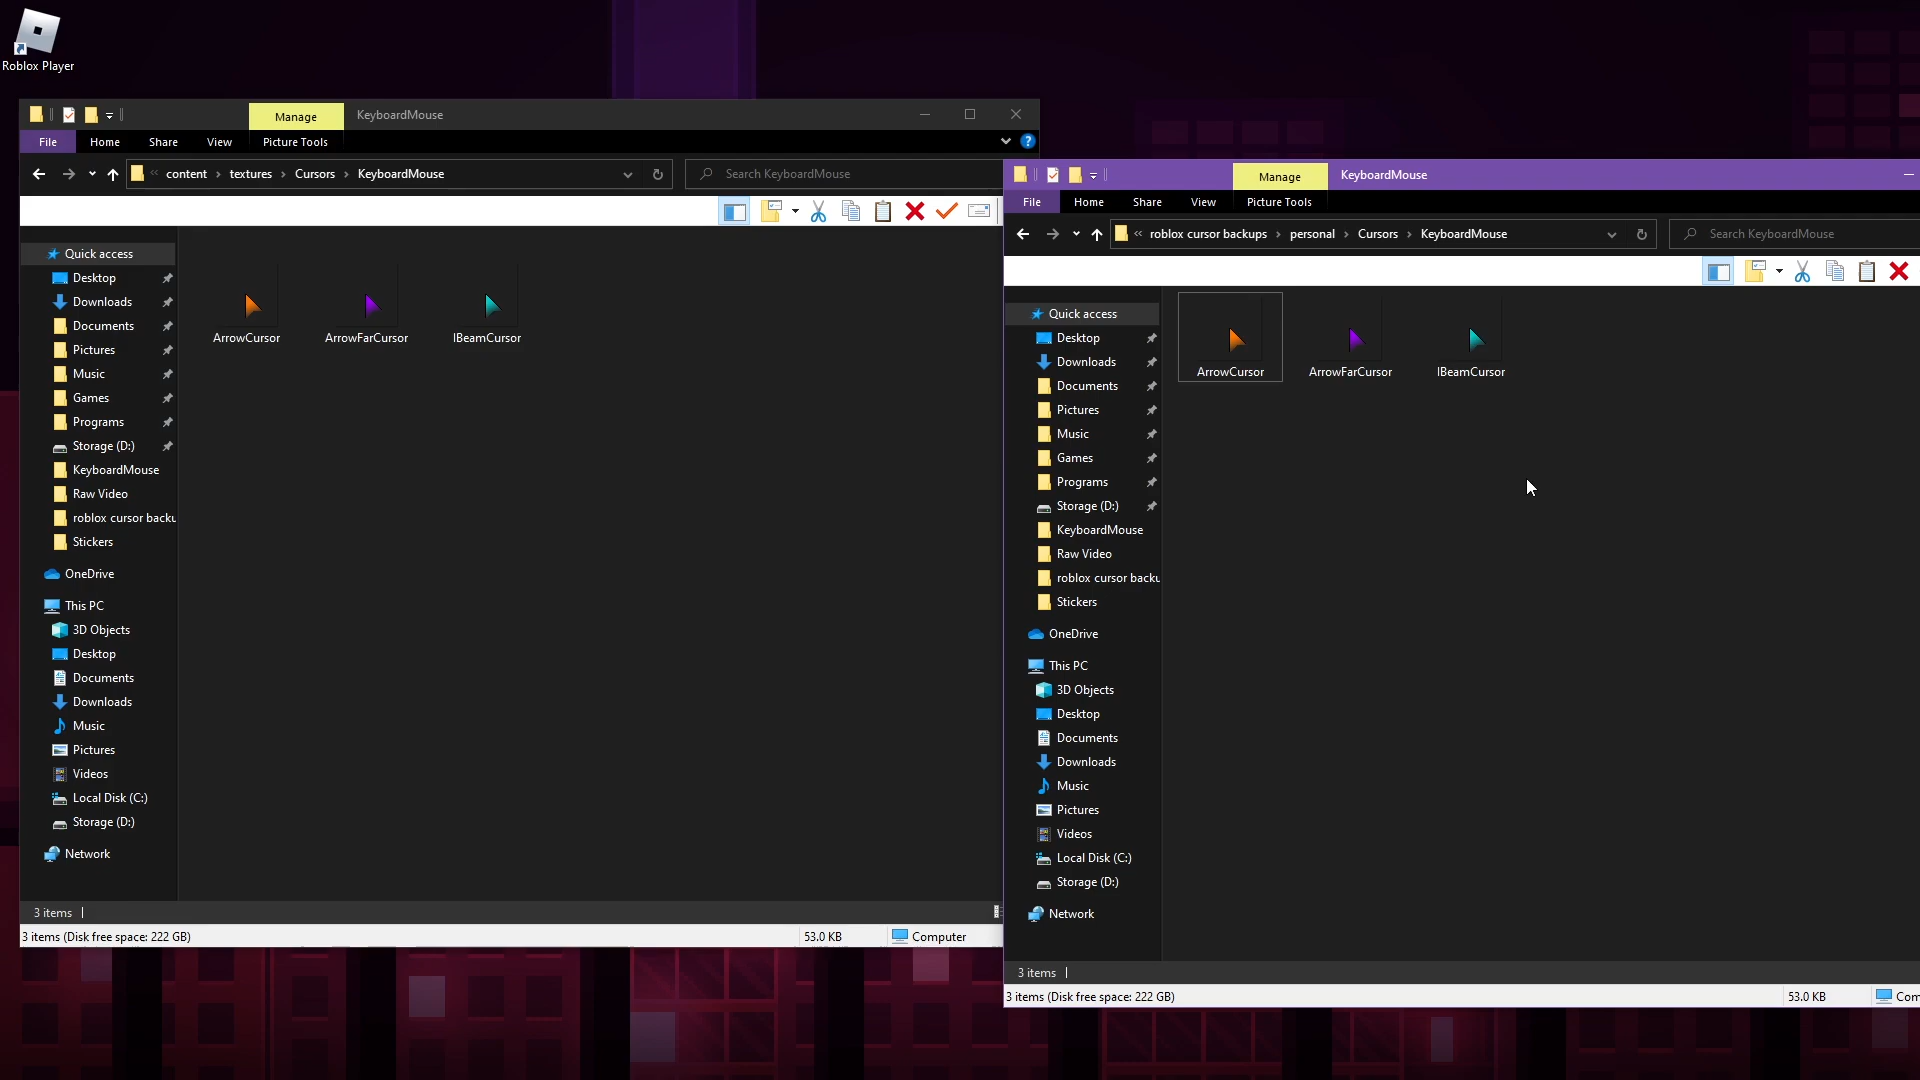 Roblox Player
Manage
KeyboardMouse
File
Home
Share
View
Picture Tools
content
textures
Cursors
KeyboardMouse
Search KeyboardMouse
Quick access
Desktop
Downloads
Documents
Pictures
Music
Games
Programs
Storage (D:)
KeyboardMouse
Raw Video
roblox cursor backu
Stickers
OneDrive
This PC
3D Objects
Desktop
Documents
Downloads
Music
Pictures
Videos
Local Disk (C:)
Storage (D:)
Network
ArrowCursor
ArrowFarCursor
IBeamCursor
3 items
3 items (Disk free space: 222 GB)
53.0 KB
Computer
Manage
KeyboardMouse
File
Home
Share
View
Picture Tools
roblox cursor backups
personal
Cursors
KeyboardMouse
Search KeyboardMouse
Quick access
Desktop
Downloads
Documents
Pictures
Music
Games
Programs
Storage (D:)
KeyboardMouse
Raw Video
roblox cursor backu
Stickers
OneDrive
This PC
3D Objects
Desktop
Documents
Downloads
Music
Pictures
Videos
Local Disk (C:)
Storage (D:)
Network
ArrowCursor
ArrowFarCursor
IBeamCursor
3 items
3 items (Disk free space: 222 GB)
53.0 KB
Com